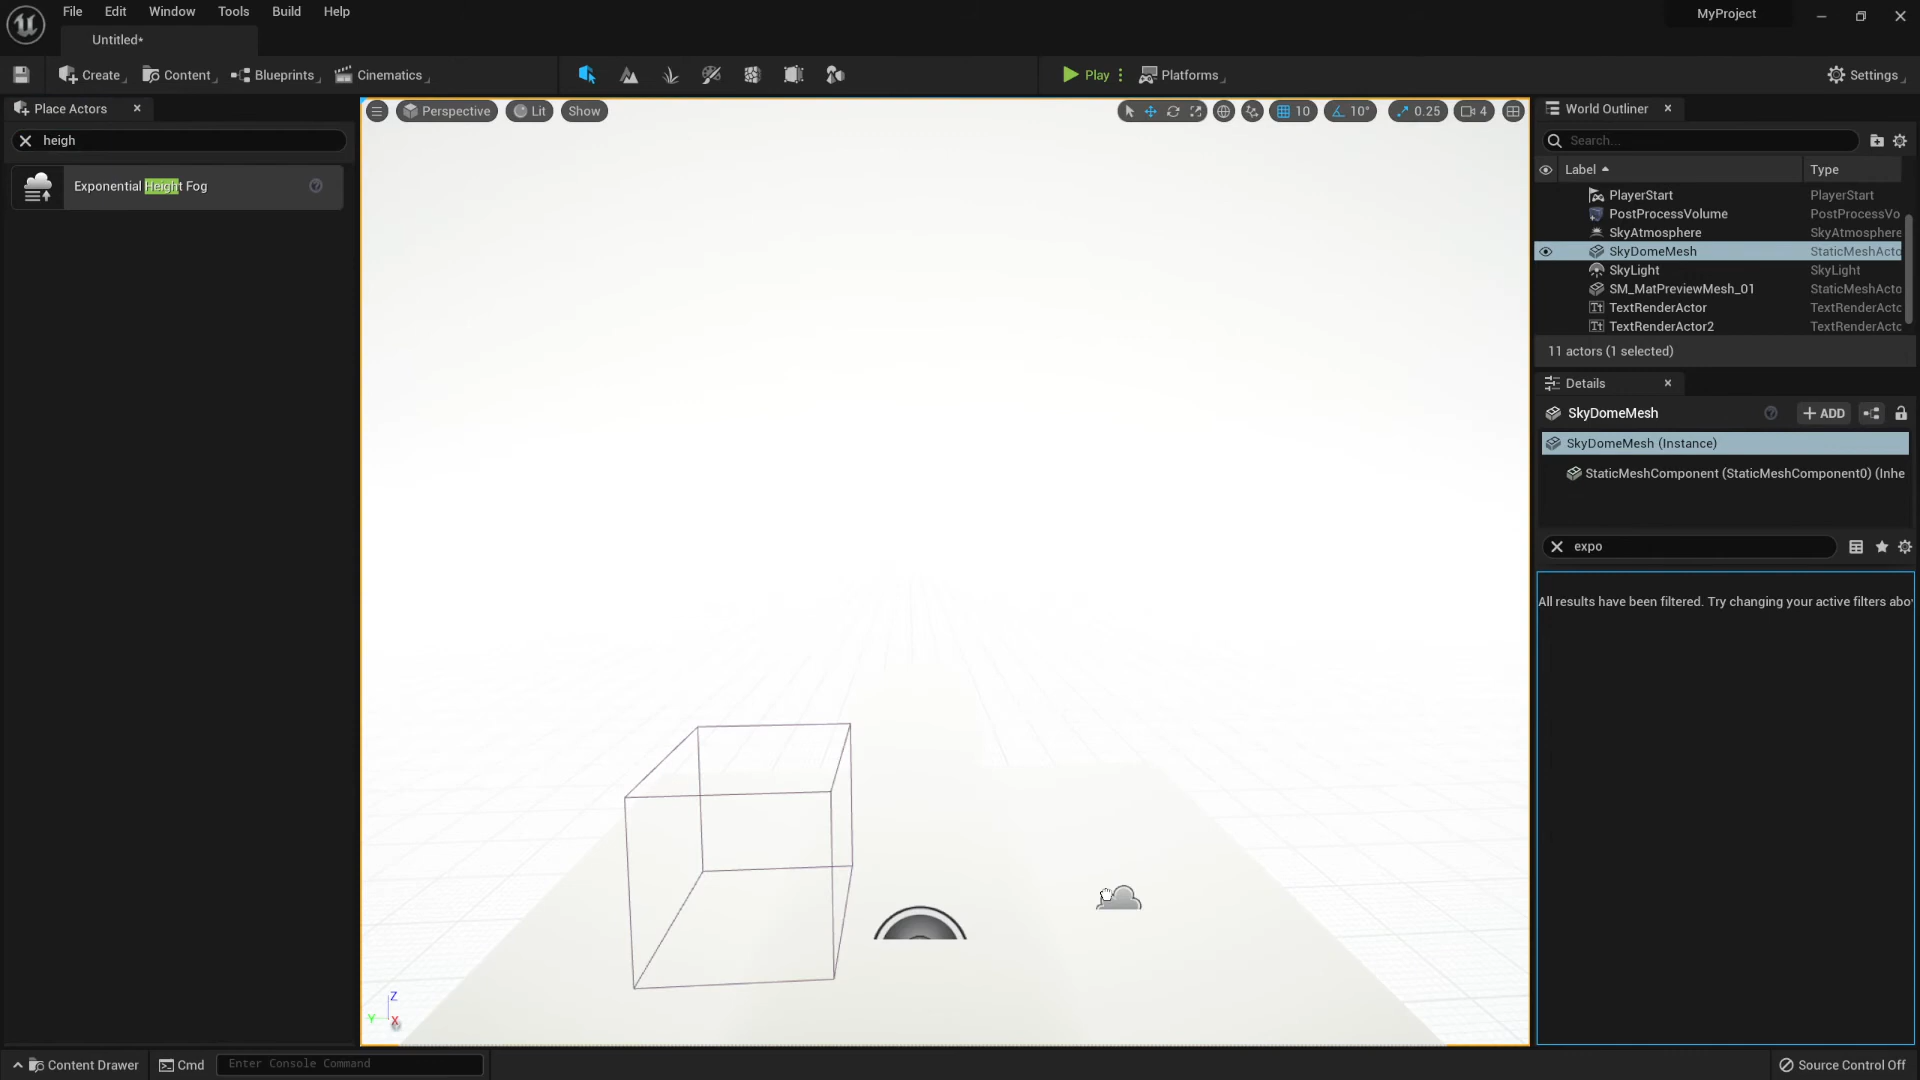 File Edit Window Tools Build Help
MyProject
Untitled*
Create Content Blueprints Cinematics Play Platforms Settings
Place Actors
heigh
Exponential Height Fog
Perspective Lit Show
10 10° 0.25 4
World Outliner
Search...
Label Type
PlayerStart PlayerStart
PostProcessVolume PostProcessVo
SkyAtmosphere SkyAtmosphere
SkyDomeMesh StaticMeshActo
SkyLight SkyLight
SM_MatPreviewMesh_01 StaticMeshActo
TextRenderActor TextRenderActo
TextRenderActor2 TextRenderActo
11 actors (1 selected)
Details
SkyDomeMesh + ADD
SkyDomeMesh (Instance)
StaticMeshComponent (StaticMeshComponent0) (Inhe
expo
All results have been filtered. Try changing your active filters abo
Z
Y X
Content Drawer Cmd Enter Console Command Source Control Off